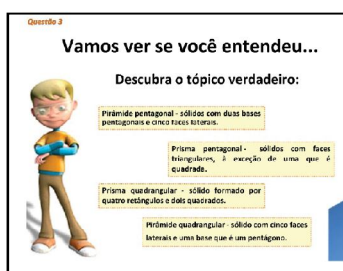 Questão 3
Vamos ver se você entendeu...
Descubra o tópico verdadeiro:
Pirâmide pentagonal - sólidos com duas bases
pentagonais e cinco faces laterais.
Prisma pentagonal - sólidos com faces
triangulares, à exceção de uma que é
quadrada.
Prisma quadrangular - sólido formado por
quatro retângulos e dois quadrados.
Pirâmide quadrangular - sólido com cinco faces
laterais e uma base que é um pentágono.